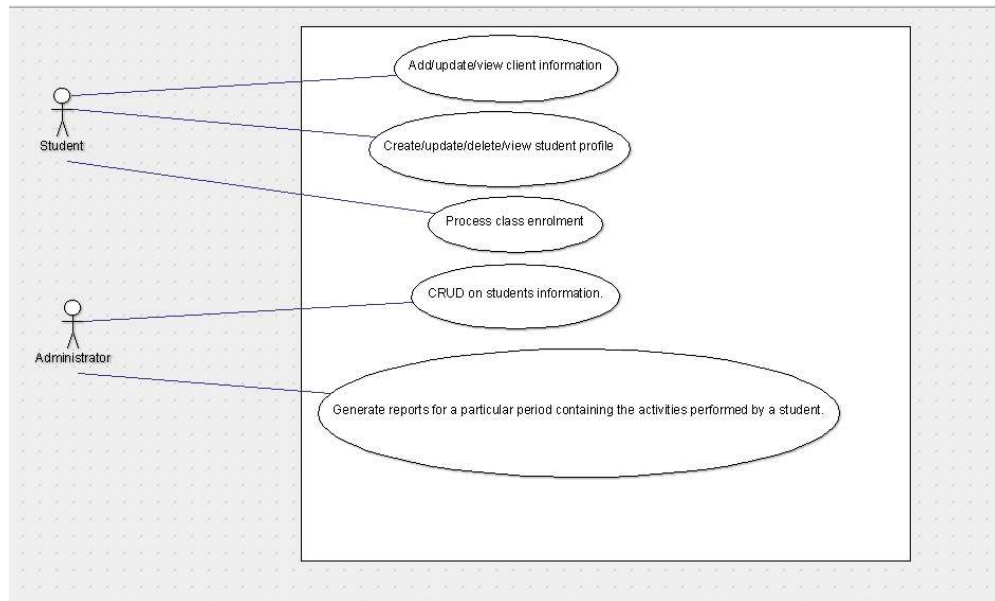 Add/update/view client information
Student
Create/update/delete/view student profile
Process class enrolment
CRUD on students information.
Administrator
Generate reports for a particular period containing the activities performed by a student.